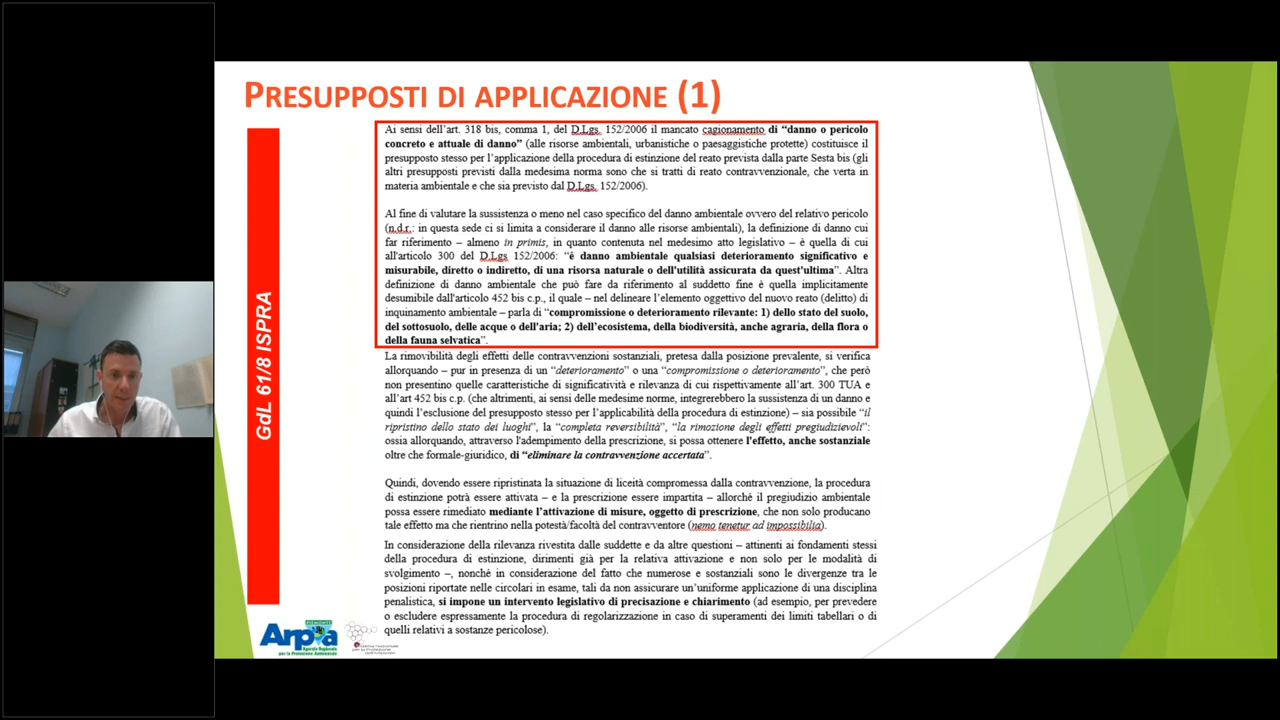 PRESUPPOSTI DI APPLICAZIONE (1)
GdL 61/8 ISPRA
Ai sensi dell'art. 318 bis, comma 1, del D.Lgs. 152/2006 il mancato cagionamento di “danno o pericolo
concreto e attuale di danno” (alle risorse ambientali, urbanistiche o paesaggistiche protette) costituisce il
presupposto stesso per l'applicazione della procedura di estinzione del reato prevista dalla parte Sesta bis (gli
altri presupposti previsti dalla medesima norma sono che si tratti di reato contravvenzionale, che verta in
materia ambientale e che sia previsto dal D.Lgs. 152/2006).
Al fine di valutare la sussistenza o meno nel caso specifico del danno ambientale ovvero del relativo pericolo
(n.d.r.: in questa sede ci si limita a considerare il danno alle risorse ambientali), la definizione di danno cui
far riferimento – almeno in primis, in quanto contenuta nel medesimo atto legislativo – è quella di cui
all'articolo 300 del D.Lgs 152/2006: “è danno ambientale qualsiasi deterioramento significativo e
misurabile, diretto o indiretto, di una risorsa naturale o dell'utilità assicurata da quest'ultima”. Altra
definizione di danno ambientale che può fare da riferimento al suddetto fine è quella implicitamente
desumibile dall'articolo 452 bis c.p., il quale – nel delineare l'elemento oggettivo del nuovo reato (delitto) di
inquinamento ambientale – parla di “compromissione o deterioramento rilevante: 1) dello stato del suolo,
del sottosuolo, delle acque o dell'aria; 2) dell'ecosistema, della biodiversità, anche agraria, della flora o
della fauna selvatica”.
La rimovibilità degli effetti delle contravvenzioni sostanziali, pretesa dalla posizione prevalente, si verifica
allorquando – pur in presenza di un “deterioramento” o una “compromissione o deterioramento”, che però
non presentino quelle caratteristiche di significatività e rilevanza di cui rispettivamente all'art. 300 TUA e
all'art 452 bis c.p. (che altrimenti, ai sensi delle medesime norme, integrerebbero la sussistenza di un danno e
quindi l'esclusione del presupposto stesso per l'applicabilità della procedura di estinzione) – sia possibile “il
ripristino dello stato dei luoghi”, la “completa reversibilità”, “la rimozione degli effetti pregiudizievoli”:
ossia allorquando, attraverso l'adempimento della prescrizione, si possa ottenere l'effetto, anche sostanziale
oltre che formale-giuridico, di “eliminare la contravvenzione accertata”.
Quindi, dovendo essere ripristinata la situazione di liceità compromessa dalla contravvenzione, la procedura
di estinzione potrà essere attivata – e la prescrizione essere impartita – allorché il pregiudizio ambientale
possa essere rimediato mediante l'attivazione di misure, oggetto di prescrizione, che non solo producano
tale effetto ma che rientrino nella potestà/facoltà del contravventore (nemo tenetur ad impossibilia).
In considerazione della rilevanza rivestita dalle suddette e da altre questioni – attinenti ai fondamenti stessi
della procedura di estinzione, dirimenti già per la relativa attivazione e non solo per le modalità di
svolgimento –, nonché in considerazione del fatto che numerose e sostanziali sono le divergenze tra le
posizioni riportate nelle circolari in esame, tali da non assicurare un'uniforme applicazione di una disciplina
penalistica, si impone un intervento legislativo di precisazione e chiarimento (ad esempio, per prevedere
o escludere espressamente la procedura di regolarizzazione in caso di superamenti dei limiti tabellari o di
quelli relativi a sostanze pericolose).
Arpa
Agenzia Regionale
per la Protezione Ambientale